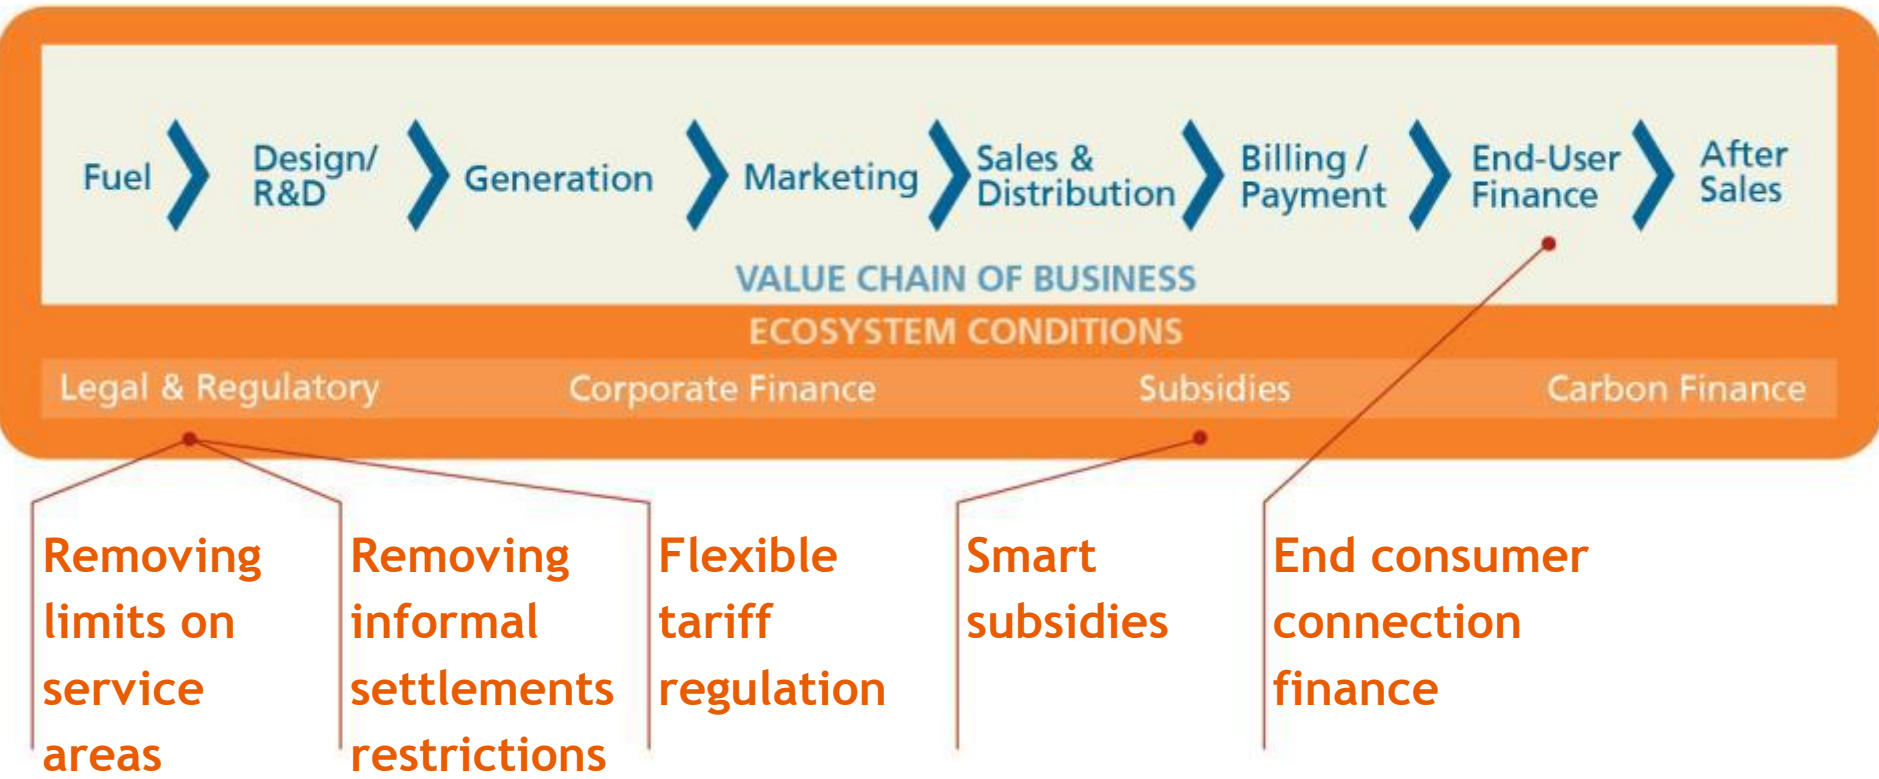 Fuel
Design/
R&D
Generation
Marketing
Sales &
Distribution
Billing /
Payment
End-User
Finance
After
Sales
VALUE CHAIN OF BUSINESS
ECOSYSTEM CONDITIONS
Legal & Regulatory
Corporate Finance
Subsidies
Carbon Finance
Removing
limits on
service
areas
Removing
informal
settlements
restrictions
Flexible
tariff
regulation
Smart
subsidies
End consumer
connection
finance